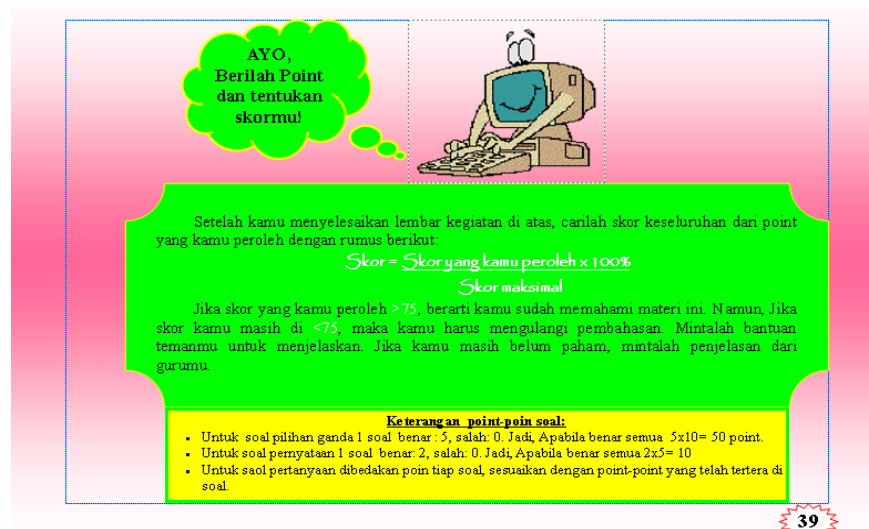 AYO,
Berilah Point
dan tentukan
skormu!
Setelah kamu menyelesaikan lembar kegiatan di atas, carilah skor keseluruhan dari point
yang kamu peroleh dengan rumus berikut:
Skor = Skor yang kamu peroleh x 100%
Skor maksimal
Jika skor yang kamu peroleh >75, berarti kamu sudah memahami materi ini. Namun, Jika
skor kamu masih di <75, maka kamu harus mengulangi pembahasan. Mintalah bantuan
temanmu untuk menjelaskan. Jika kamu masih belum paham, mintalah penjelasan dari
gurumu.
Keterangan point-poin soal:
• Untuk soal pilihan ganda 1 soal benar : 5, salah: 0. Jadi, Apabila benar semua 5x10= 50 point.
• Untuk soal pernyataan 1 soal benar: 2, salah: 0. Jadi, Apabila benar semua 2x5= 10
• Untuk saol pertanyaan dibedakan poin tiap soal, sesuaikan dengan point-point yang telah tertera di
soal.
39